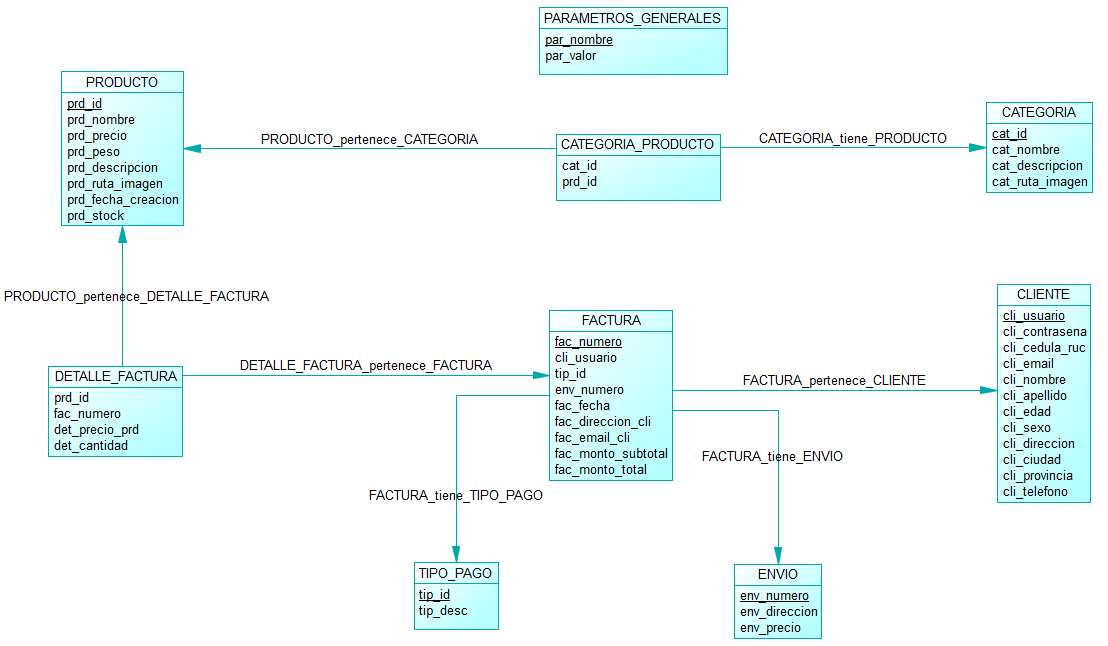 PARAMETROS_GENERALES
par_nombre
par_valor
PRODUCTO
prd_id
prd_nombre
prd_precio
prd_peso
prd_descripcion
prd_ruta_imagen
prd_fecha_creacion
prd_stock
PRODUCTO_pertenece_CATEGORIA
CATEGORIA_PRODUCTO
cat_id
prd_id
CATEGORIA_tiene_PRODUCTO
CATEGORIA
cat_id
cat_nombre
cat_descripcion
cat_ruta_imagen
PRODUCTO_pertenece_DETALLE_FACTURA
DETALLE_FACTURA
prd_id
fac_numero
det_precio_prd
det_cantidad
DETALLE_FACTURA_pertenece_FACTURA
FACTURA
fac_numero
cli_usuario
tip_id
env_numero
fac_fecha
fac_direccion_cli
fac_email_cli
fac_monto_subtotal
fac_monto_total
FACTURA_pertenece_CLIENTE
CLIENTE
cli_usuario
cli_contrasena
cli_cedula_ruc
cli_email
cli_nombre
cli_apellido
cli_edad
cli_sexo
cli_direccion
cli_ciudad
cli_provincia
cli_telefono
FACTURA_tiene_ENVIO
FACTURA_tiene_TIPO_PAGO
TIPO_PAGO
tip_id
tip_desc
ENVIO
env_numero
env_direccion
env_precio